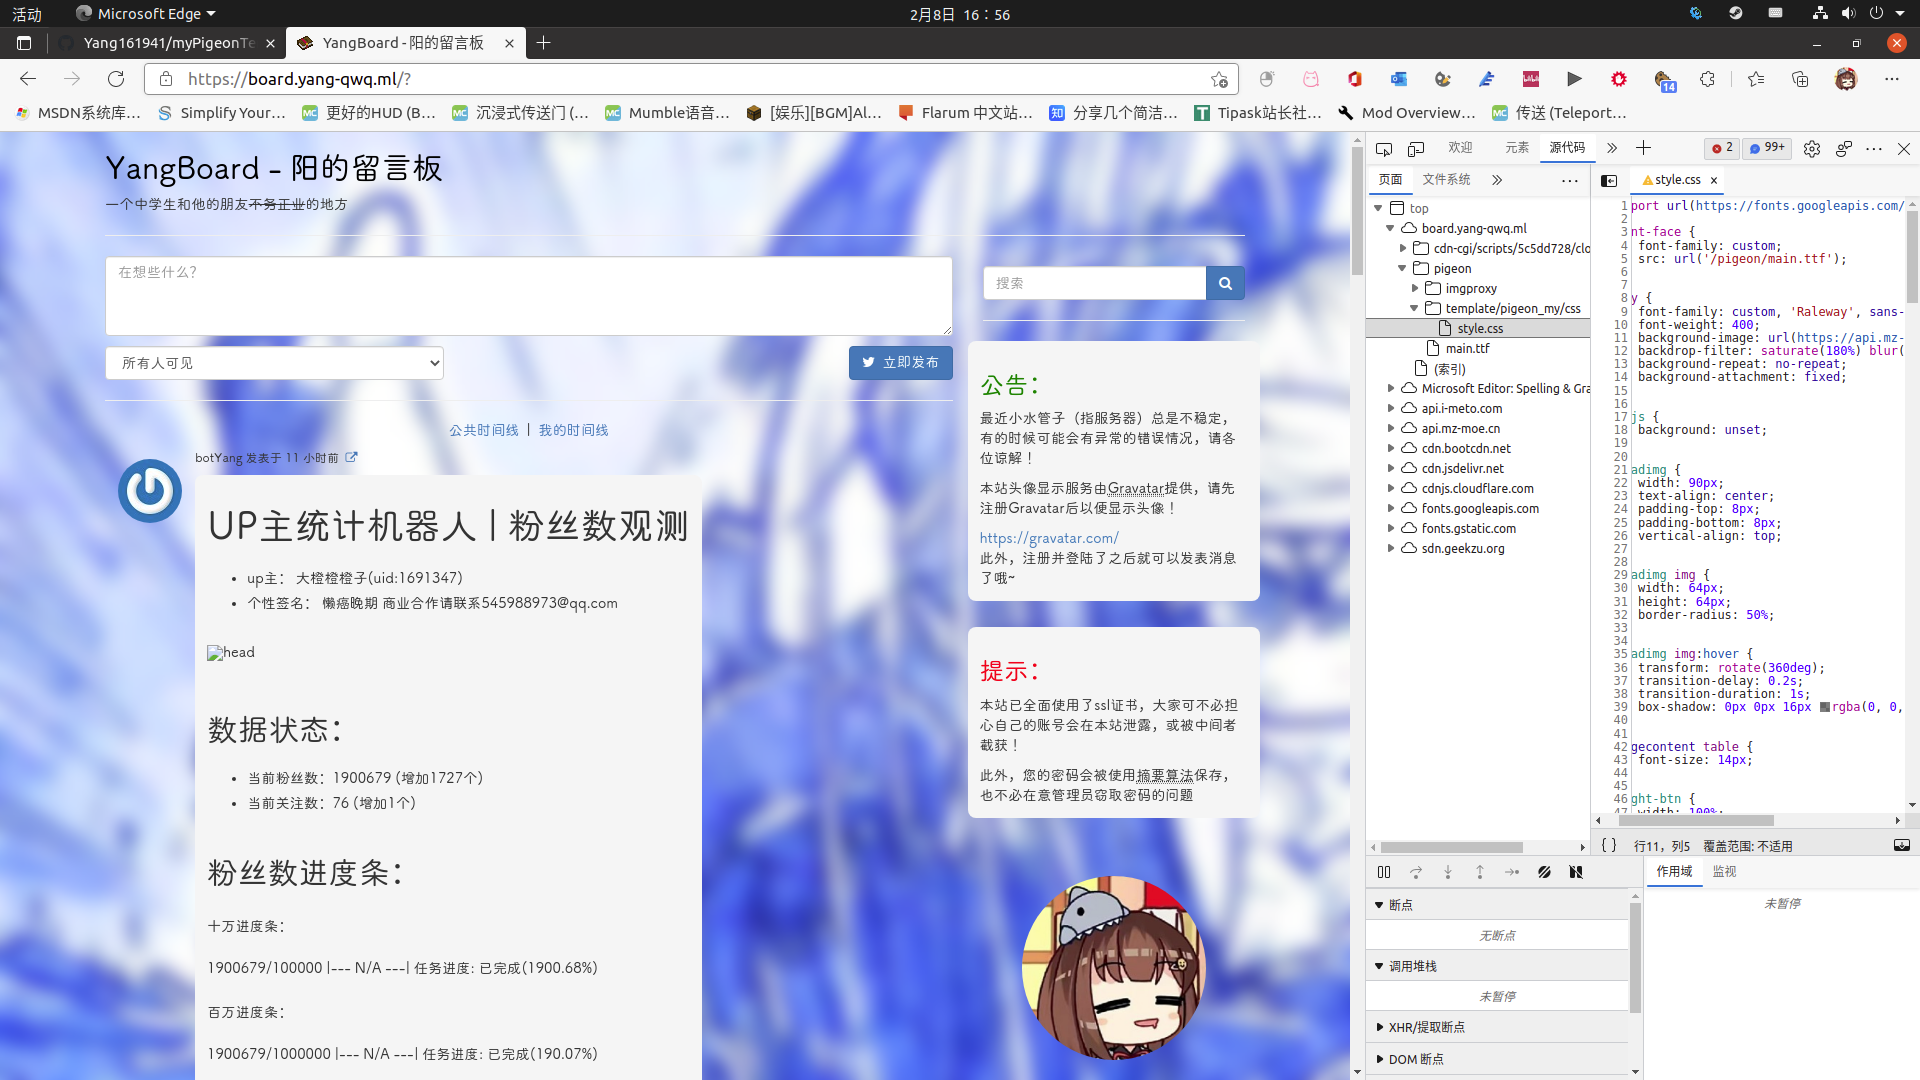 活动
Microsoft Edge
2月8日 16：56
Yang161941/myPigeonTe
YangBoard - 阳的留言板
https://board.yang-qwq.ml/?
14
MSDN系统库…
Simplify Your…
更好的HUD (B…
沉浸式传送门 (…
Mumble语音…
[娱乐][BGM]Al…
Flarum 中文站…
分享几个简洁…
Tipask站长社…
Mod Overview…
传送 (Teleport…
YangBoard - 阳的留言板
一个中学生和他的朋友不务正业的地方
在想些什么？
所有人可见
立即发布
搜索
公共时间线 | 我的时间线
botYang 发表于 11 小时前
UP主统计机器人 | 粉丝数观测
up主： 大橙橙橙子(uid:1691347)
个性签名： 懒癌晚期 商业合作请联系545988973@qq.com
head
数据状态：
当前粉丝数：1900679 (增加1727个)
当前关注数：76 (增加1个)
粉丝数进度条：
十万进度条：
1900679/100000 |--- N/A ---| 任务进度: 已完成(1900.68%)
百万进度条：
1900679/1000000 |--- N/A ---| 任务进度: 已完成(190.07%)
公告：
最近小水管子（指服务器）总是不稳定，
有的时候可能会有异常的错误情况，请各
位谅解！
本站头像显示服务由Gravatar提供，请先
注册Gravatar后以便显示头像！
https://gravatar.com/
此外，注册并登陆了之后就可以发表消息
了哦~
提示：
本站已全面使用了ssl证书，大家可不必担
心自己的账号会在本站泄露，或被中间者
截获！
此外，您的密码会被使用摘要算法保存，
也不必在意管理员窃取密码的问题
欢迎
元素
源代码
2
99+
页面
文件系统
style.css
top
board.yang-qwq.ml
cdn-cgi/scripts/5c5dd728/clo
pigeon
imgproxy
template/pigeon_my/css
style.css
main.ttf
(索引)
Microsoft Editor: Spelling & Gra
api.i-meto.com
api.mz-moe.cn
cdn.bootcdn.net
cdn.jsdelivr.net
cdnjs.cloudflare.com
fonts.googleapis.com
fonts.gstatic.com
sdn.geekzu.org
1 port url(https://fonts.googleapis.com/
2
3 nt-face {
4 font-family: custom;
5 src: url('/pigeon/main.ttf');
6
7
8 y {
9 font-family: custom, 'Raleway', sans-
10 font-weight: 400;
11 background-image: url(https://api.mz-
12 backdrop-filter: saturate(180%) blur(
13 background-repeat: no-repeat;
14 background-attachment: fixed;
15
16
17 js {
18 background: unset;
19
20
21 adimg {
22 width: 90px;
23 text-align: center;
24 padding-top: 8px;
25 padding-bottom: 8px;
26 vertical-align: top;
27
28
29 adimg img {
30 width: 64px;
31 height: 64px;
32 border-radius: 50%;
33
34
35 adimg img:hover {
36 transform: rotate(360deg);
37 transition-delay: 0.2s;
38 transition-duration: 1s;
39 box-shadow: 0px 0px 16px rgba(0, 0,
40
41
42 gecontent table {
43 font-size: 14px;
44
45
46 ght-btn {
47 width: 100%;
{ } 行11，列5 覆盖范围: 不适用
断点
无断点
调用堆栈
未暂停
XHR/提取断点
DOM 断点
作用域
监视
未暂停